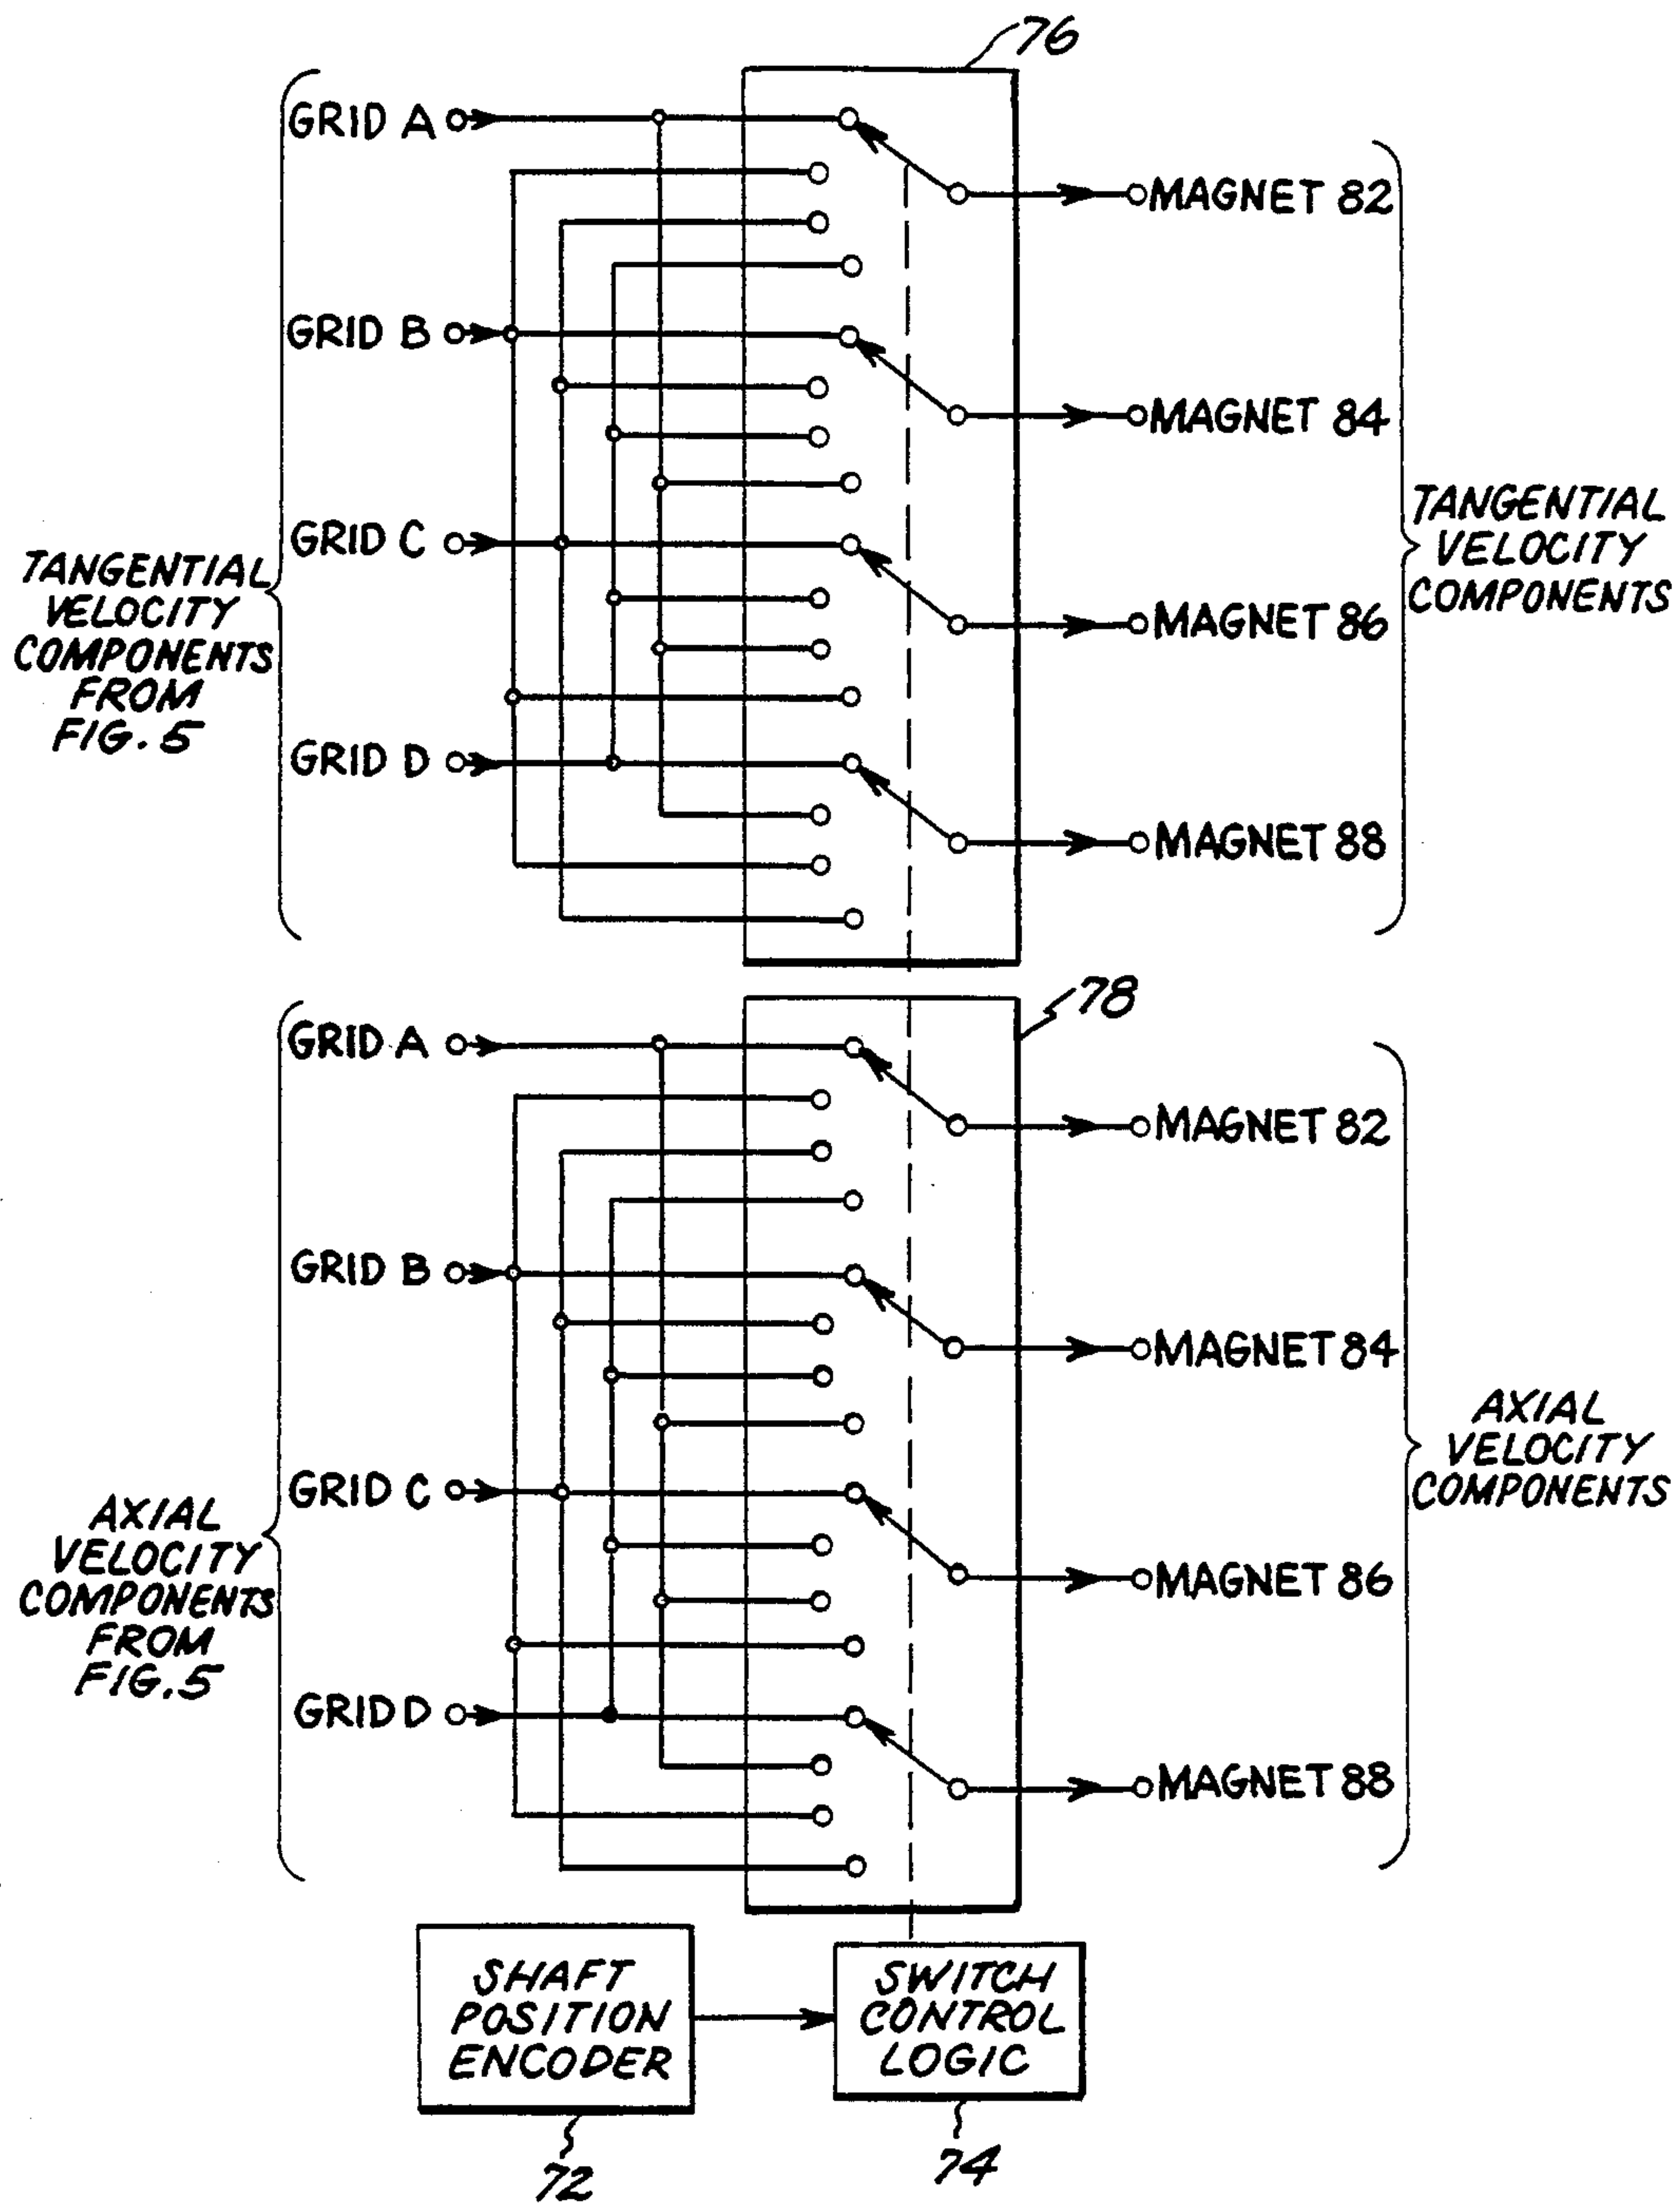 76
GRID A
MAGNET 82
GRID B
MAGNET 84
GRID C
MAGNET 86
GRID D
MAGNET 88
TANGENTIAL
VELOCITY
COMPONENTS
FROM
FIG. 5
TANGENTIAL
VELOCITY
COMPONENTS
78
GRID A
MAGNET 82
GRID B
MAGNET 84
GRID C
MAGNET 86
GRID D
MAGNET 88
AXIAL
VELOCITY
COMPONENTS
FROM
FIG. 5
AXIAL
VELOCITY
COMPONENTS
SHAFT
POSITION
ENCODER
72
SWITCH
CONTROL
LOGIC
74